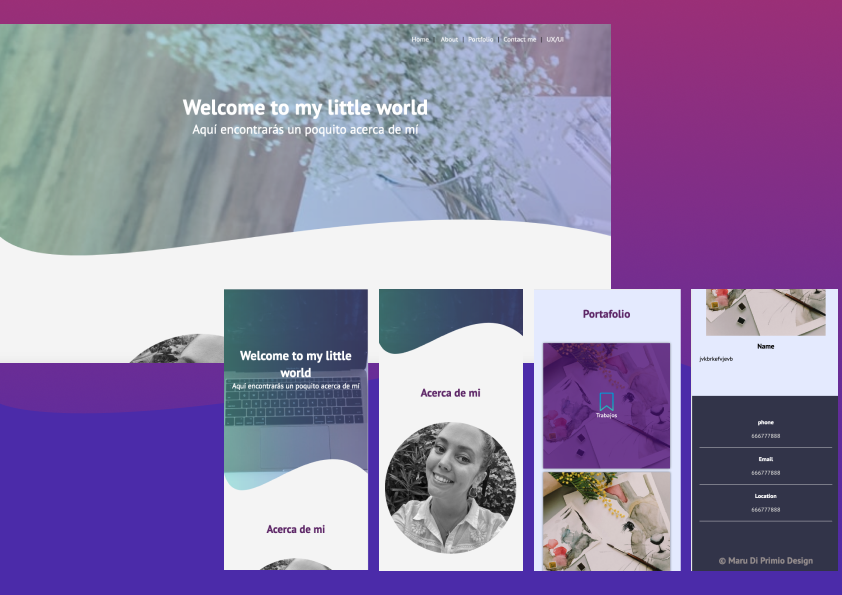 Home | About | Portfolio | Contact me | UX/UI
Welcome to my little world
Aquí encontrarás un poquito acerca de mí
Welcome to my little
world
Aquí encontrarás un poquito acerca de mí
Acerca de mi
Acerca de mi
Portafolio
Trabajos
Name
jvkbrkefvjevb
phone
666777888
Email
666777888
Location
666777888
© Maru Di Primio Design